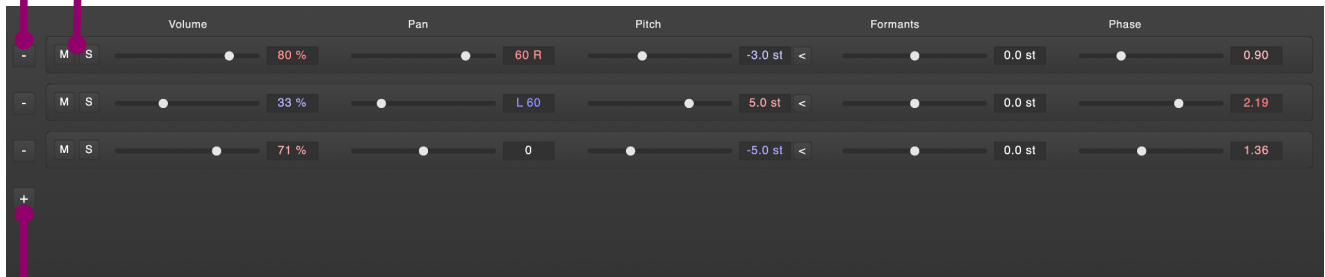 Volume Pan Pitch Formants Phase
- M S 80 % 60 R -3.0 st < 0.0 st 0.90
- M S 33 % L 60 5.0 st < 0.0 st 2.19
- M S 71 % 0 -5.0 st < 0.0 st 1.36
+